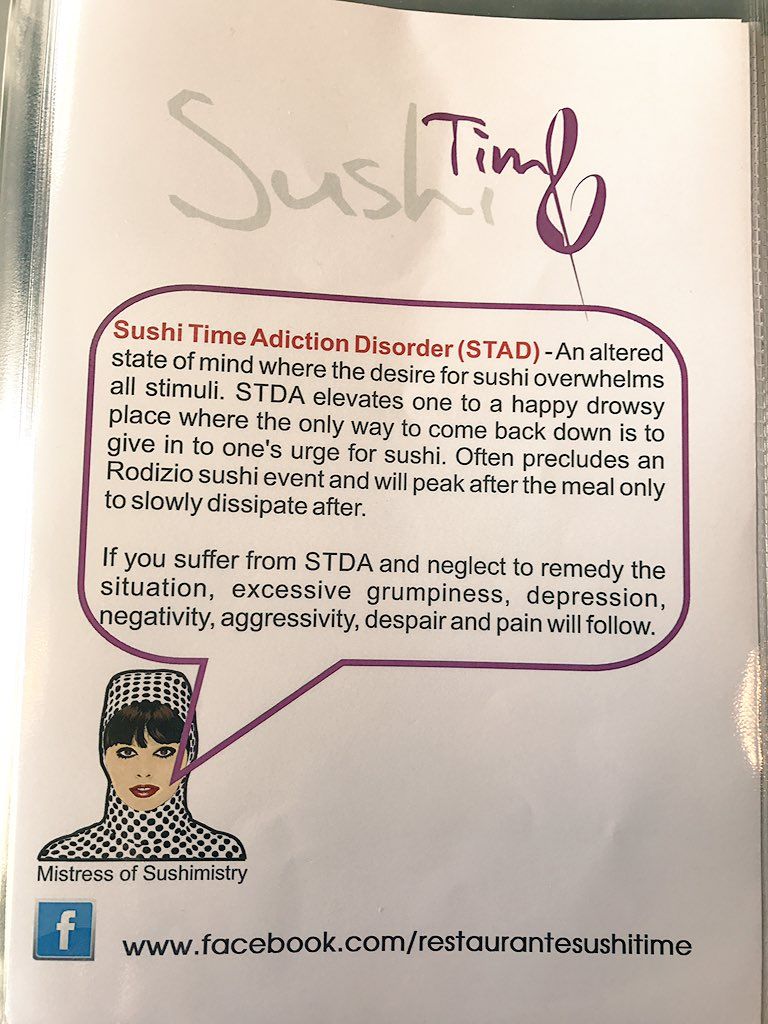 Sushi Time
Sushi Time Adiction Disorder (STAD) - An altered
state of mind where the desire for sushi overwhelms
all stimuli. STDA elevates one to a happy drowsy
place where the only way to come back down is to
give in to one's urge for sushi. Often precludes an
Rodizio sushi event and will peak after the meal only
to slowly dissipate after.
If you suffer from STDA and neglect to remedy the
situation, excessive grumpiness, depression,
negativity, aggressivity, despair and pain will follow.
Mistress of Sushimistry
f
www.facebook.com/restaurantesushitime